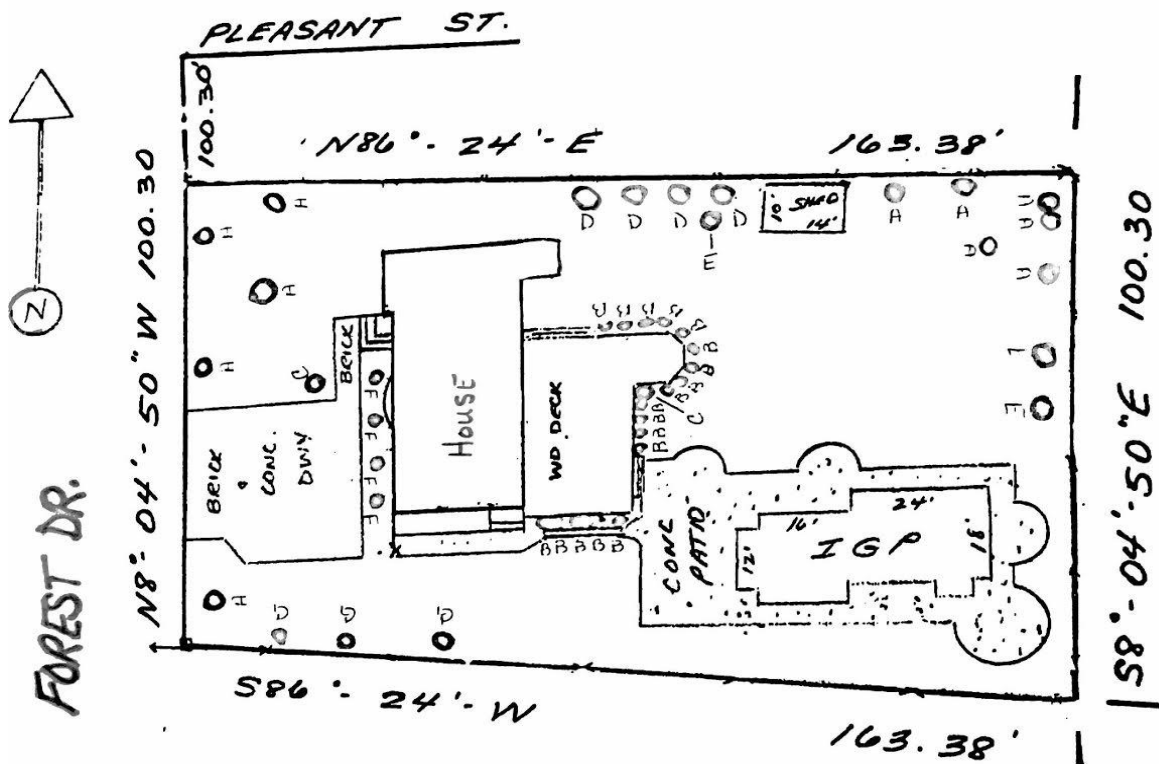 PLEASANT ST.
100.30'
N86°-24'-E
163.38'
N
N8°-04'-50"W 100.30
FOREST DR.
S8°-04'-50"E 100.30
S86°-24'-W
163.38'
10' SHED
14'
H
H
H
H
H
G
G
G
G
D
D
D
D
E
A
A
D
D
D
D
E
BRICK
BRICK
&
CONC.
DWY
F
F
F
F
HOUSE
WD DECK
B
B
B
B
B
B
B
B
B
BBBB
C
BBBBB
CONC
PATIO
IGP
16'
24'
12'
18'